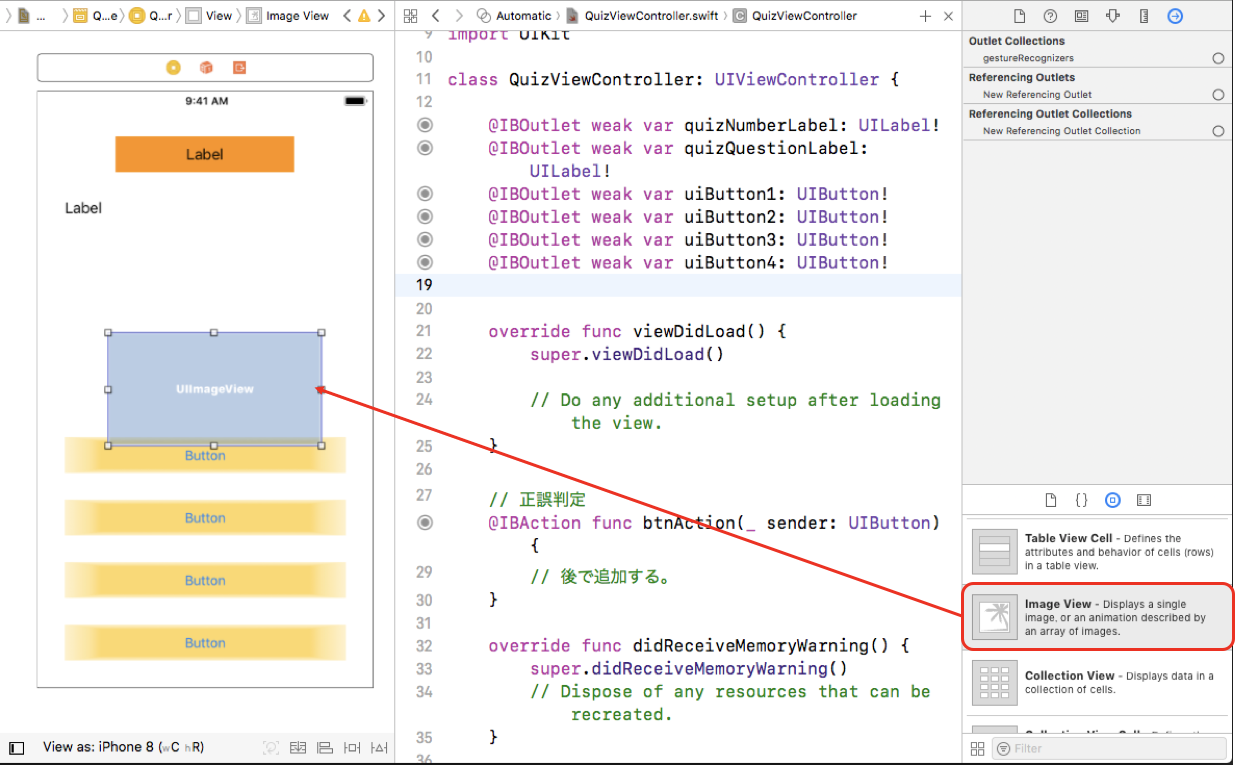 ... Q...e Q...r View Image View
Automatic QuizViewController.swift QuizViewController
9:41 AM
Label
Label
UIImageView
Button
Button
Button
Button
View as: iPhone 8 (wC hR)
9 import UIKit
10
11 class QuizViewController: UIViewController {
12
@IBOutlet weak var quizNumberLabel: UILabel!
@IBOutlet weak var quizQuestionLabel:
UILabel!
@IBOutlet weak var uiButton1: UIButton!
@IBOutlet weak var uiButton2: UIButton!
@IBOutlet weak var uiButton3: UIButton!
@IBOutlet weak var uiButton4: UIButton!
19
20
21 override func viewDidLoad() {
22 super.viewDidLoad()
23
24 // Do any additional setup after loading
the view.
25 }
26
27 // 正誤判定
@IBAction func btnAction(_ sender: UIButton)
{
29 // 後で追加する。
30 }
31
32 override func didReceiveMemoryWarning() {
33 super.didReceiveMemoryWarning()
34 // Dispose of any resources that can be
recreated.
35 }
36
Outlet Collections
gestureRecognizers
Referencing Outlets
New Referencing Outlet
Referencing Outlet Collections
New Referencing Outlet Collection
{}
Table View Cell - Defines the
attributes and behavior of cells (rows)
in a table view.
Image View - Displays a single
image, or an animation described by
an array of images.
Collection View - Displays data in a
collection of cells.
Filter